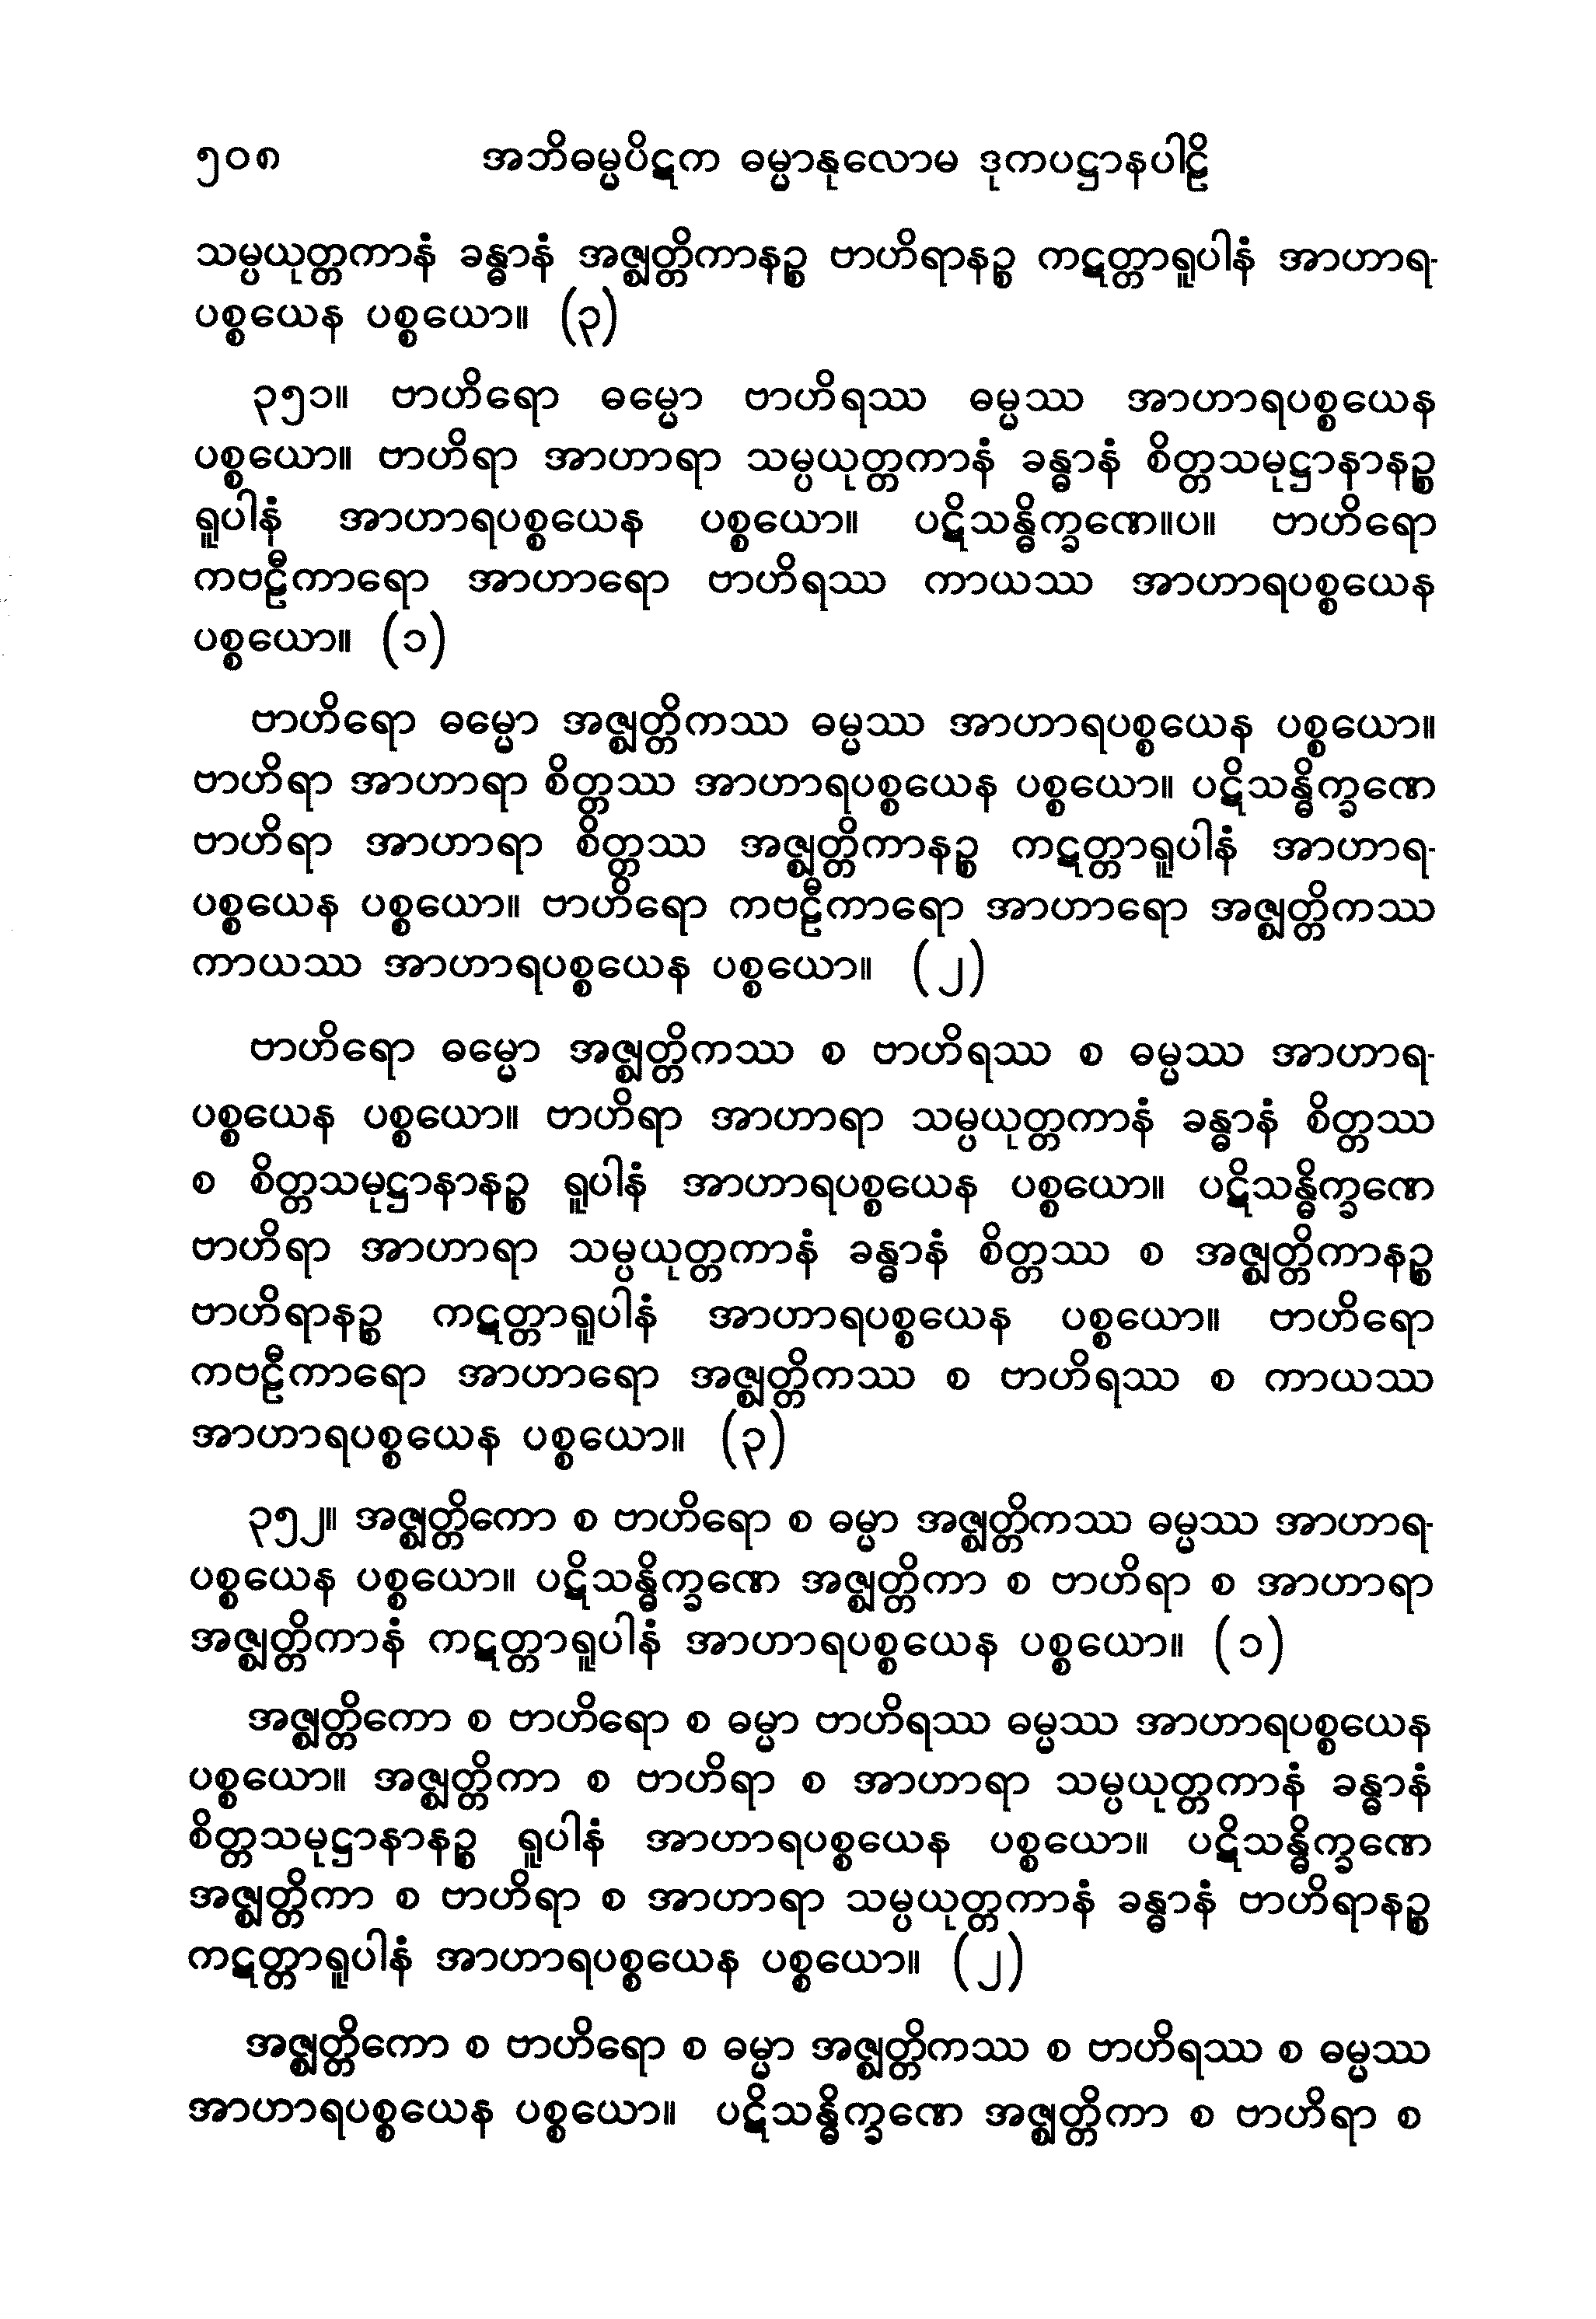 ၅၀၈ အဘိဓမ္မပိဋက ဓမ္မာနုလောမ ဒုကပဋ္ဌာနပါဠိ
သမ္ပယုတ္တကာနံ ခန္ဓာနံ အဇ္ဈတ္တိကာနဉ္စ ဗာဟိရာနဉ္စ ကဋတ္တာရူပါနံ အာဟာရ-
ပစ္စယေန ပစ္စယော။ (၃)
၃၅၁။ ဗာဟိရော ဓမ္မော ဗာဟိရဿ ဓမ္မဿ အာဟာရပစ္စယေန
ပစ္စယော။ ဗာဟိရာ အာဟာရာ သမ္ပယုတ္တကာနံ ခန္ဓာနံ စိတ္တသမုဋ္ဌာနာနဉ္စ
ရူပါနံ အာဟာရပစ္စယေန ပစ္စယော။ ပဋိသန္ဓိက္ခဏေ။ပ။ ဗာဟိရော
ကဗဠီကာရော အာဟာရော ဗာဟိရဿ ကာယဿ အာဟာရပစ္စယေန
ပစ္စယော။ (၁)
ဗာဟိရော ဓမ္မော အဇ္ဈတ္တိကဿ ဓမ္မဿ အာဟာရပစ္စယေန ပစ္စယော။
ဗာဟိရာ အာဟာရာ စိတ္တဿ အာဟာရပစ္စယေန ပစ္စယော။ ပဋိသန္ဓိက္ခဏေ
ဗာဟိရာ အာဟာရာ စိတ္တဿ အဇ္ဈတ္တိကာနဉ္စ ကဋတ္တာရူပါနံ အာဟာရ-
ပစ္စယေန ပစ္စယော။ ဗာဟိရော ကဗဠီကာရော အာဟာရော အဇ္ဈတ္တိကဿ
ကာယဿ အာဟာရပစ္စယေန ပစ္စယော။ (၂)
ဗာဟိရော ဓမ္မော အဇ္ဈတ္တိကဿ စ ဗာဟိရဿ စ ဓမ္မဿ အာဟာရ-
ပစ္စယေန ပစ္စယော။ ဗာဟိရာ အာဟာရာ သမ္ပယုတ္တကာနံ ခန္ဓာနံ စိတ္တဿ
စ စိတ္တသမုဋ္ဌာနာနဉ္စ ရူပါနံ အာဟာရပစ္စယေန ပစ္စယော။ ပဋိသန္ဓိက္ခဏေ
ဗာဟိရာ အာဟာရာ သမ္ပယုတ္တကာနံ ခန္ဓာနံ စိတ္တဿ စ အဇ္ဈတ္တိကာနဉ္စ
ဗာဟိရာနဉ္စ ကဋတ္တာရူပါနံ အာဟာရပစ္စယေန ပစ္စယော။ ဗာဟိရော
ကဗဠီကာရော အာဟာရော အဇ္ဈတ္တိကဿ စ ဗာဟိရဿ စ ကာယဿ
အာဟာရပစ္စယေန ပစ္စယော။ (၃)
၃၅၂။ အဇ္ဈတ္တိကော စ ဗာဟိရော စ ဓမ္မာ အဇ္ဈတ္တိကဿ ဓမ္မဿ အာဟာရ-
ပစ္စယေန ပစ္စယော။ ပဋိသန္ဓိက္ခဏေ အဇ္ဈတ္တိကာ စ ဗာဟိရာ စ အာဟာရာ
အဇ္ဈတ္တိကာနံ ကဋတ္တာရူပါနံ အာဟာရပစ္စယေန ပစ္စယော။ (၁)
အဇ္ဈတ္တိကော စ ဗာဟိရော စ ဓမ္မာ ဗာဟိရဿ ဓမ္မဿ အာဟာရပစ္စယေန
ပစ္စယော။ အဇ္ဈတ္တိကာ စ ဗာဟိရာ စ အာဟာရာ သမ္ပယုတ္တကာနံ ခန္ဓာနံ
စိတ္တသမုဋ္ဌာနာနဉ္စ ရူပါနံ အာဟာရပစ္စယေန ပစ္စယော။ ပဋိသန္ဓိက္ခဏေ
အဇ္ဈတ္တိကာ စ ဗာဟိရာ စ အာဟာရာ သမ္ပယုတ္တကာနံ ခန္ဓာနံ ဗာဟိရာနဉ္စ
ကဋတ္တာရူပါနံ အာဟာရပစ္စယေန ပစ္စယော။ (၂)
အဇ္ဈတ္တိကော စ ဗာဟိရော စ ဓမ္မာ အဇ္ဈတ္တိကဿ စ ဗာဟိရဿ စ ဓမ္မဿ
အာဟာရပစ္စယေန ပစ္စယော။ ပဋိသန္ဓိက္ခဏေ အဇ္ဈတ္တိကာ စ ဗာဟိရာ စ